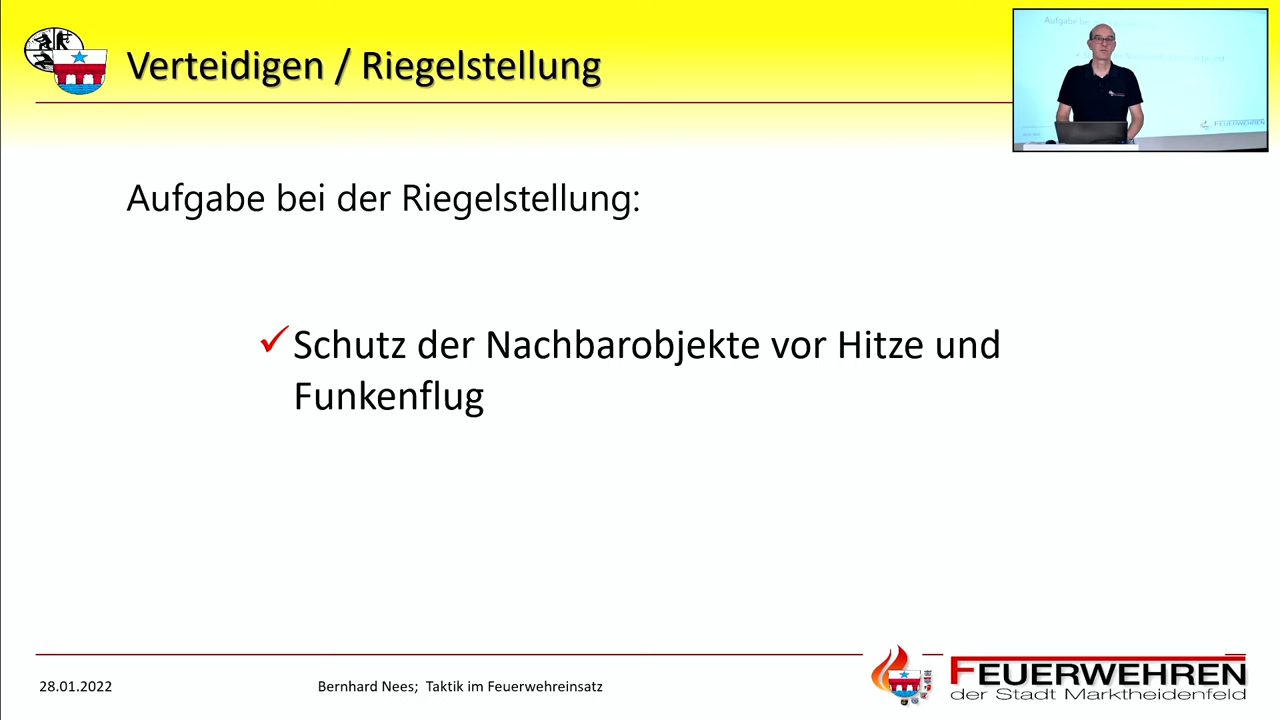 Verteidigen / Riegelstellung
Aufgabe bei der Riegelstellung:
✓ Schutz der Nachbarobjekte vor Hitze und
Funkenflug
28.01.2022
Bernhard Nees; Taktik im Feuerwehreinsatz
FEUERWEHREN
der Stadt Marktheidenfeld